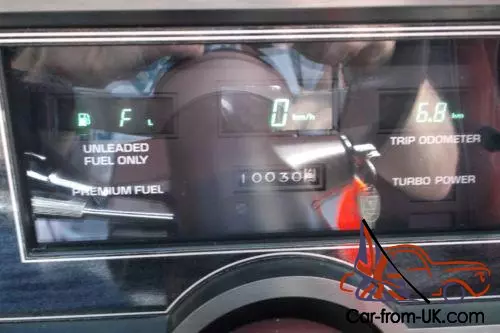 F L
0 km/h
6.8 km
UNLEADED
FUEL ONLY
TRIP ODOMETER
PREMIUM FUEL
10030
TURBO POWER
Car-from-UK.com